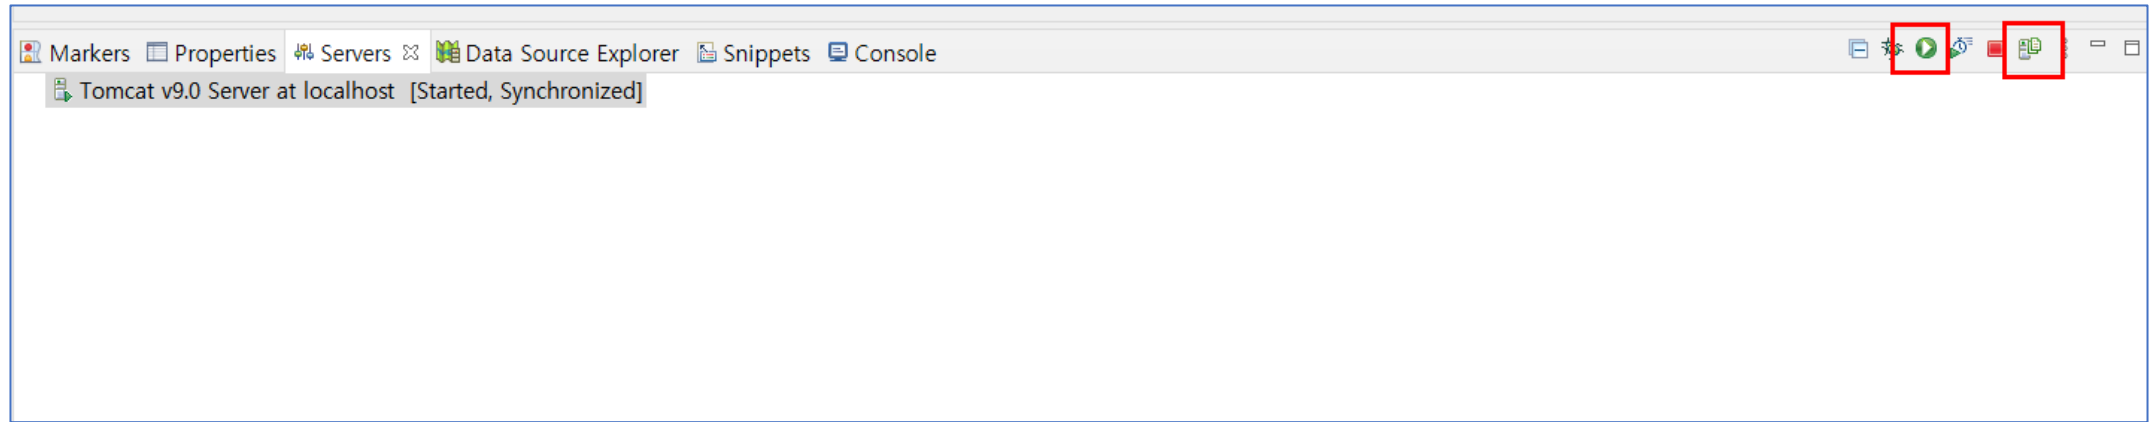 Markers Properties Servers Data Source Explorer Snippets Console
Tomcat v9.0 Server at localhost [Started, Synchronized]